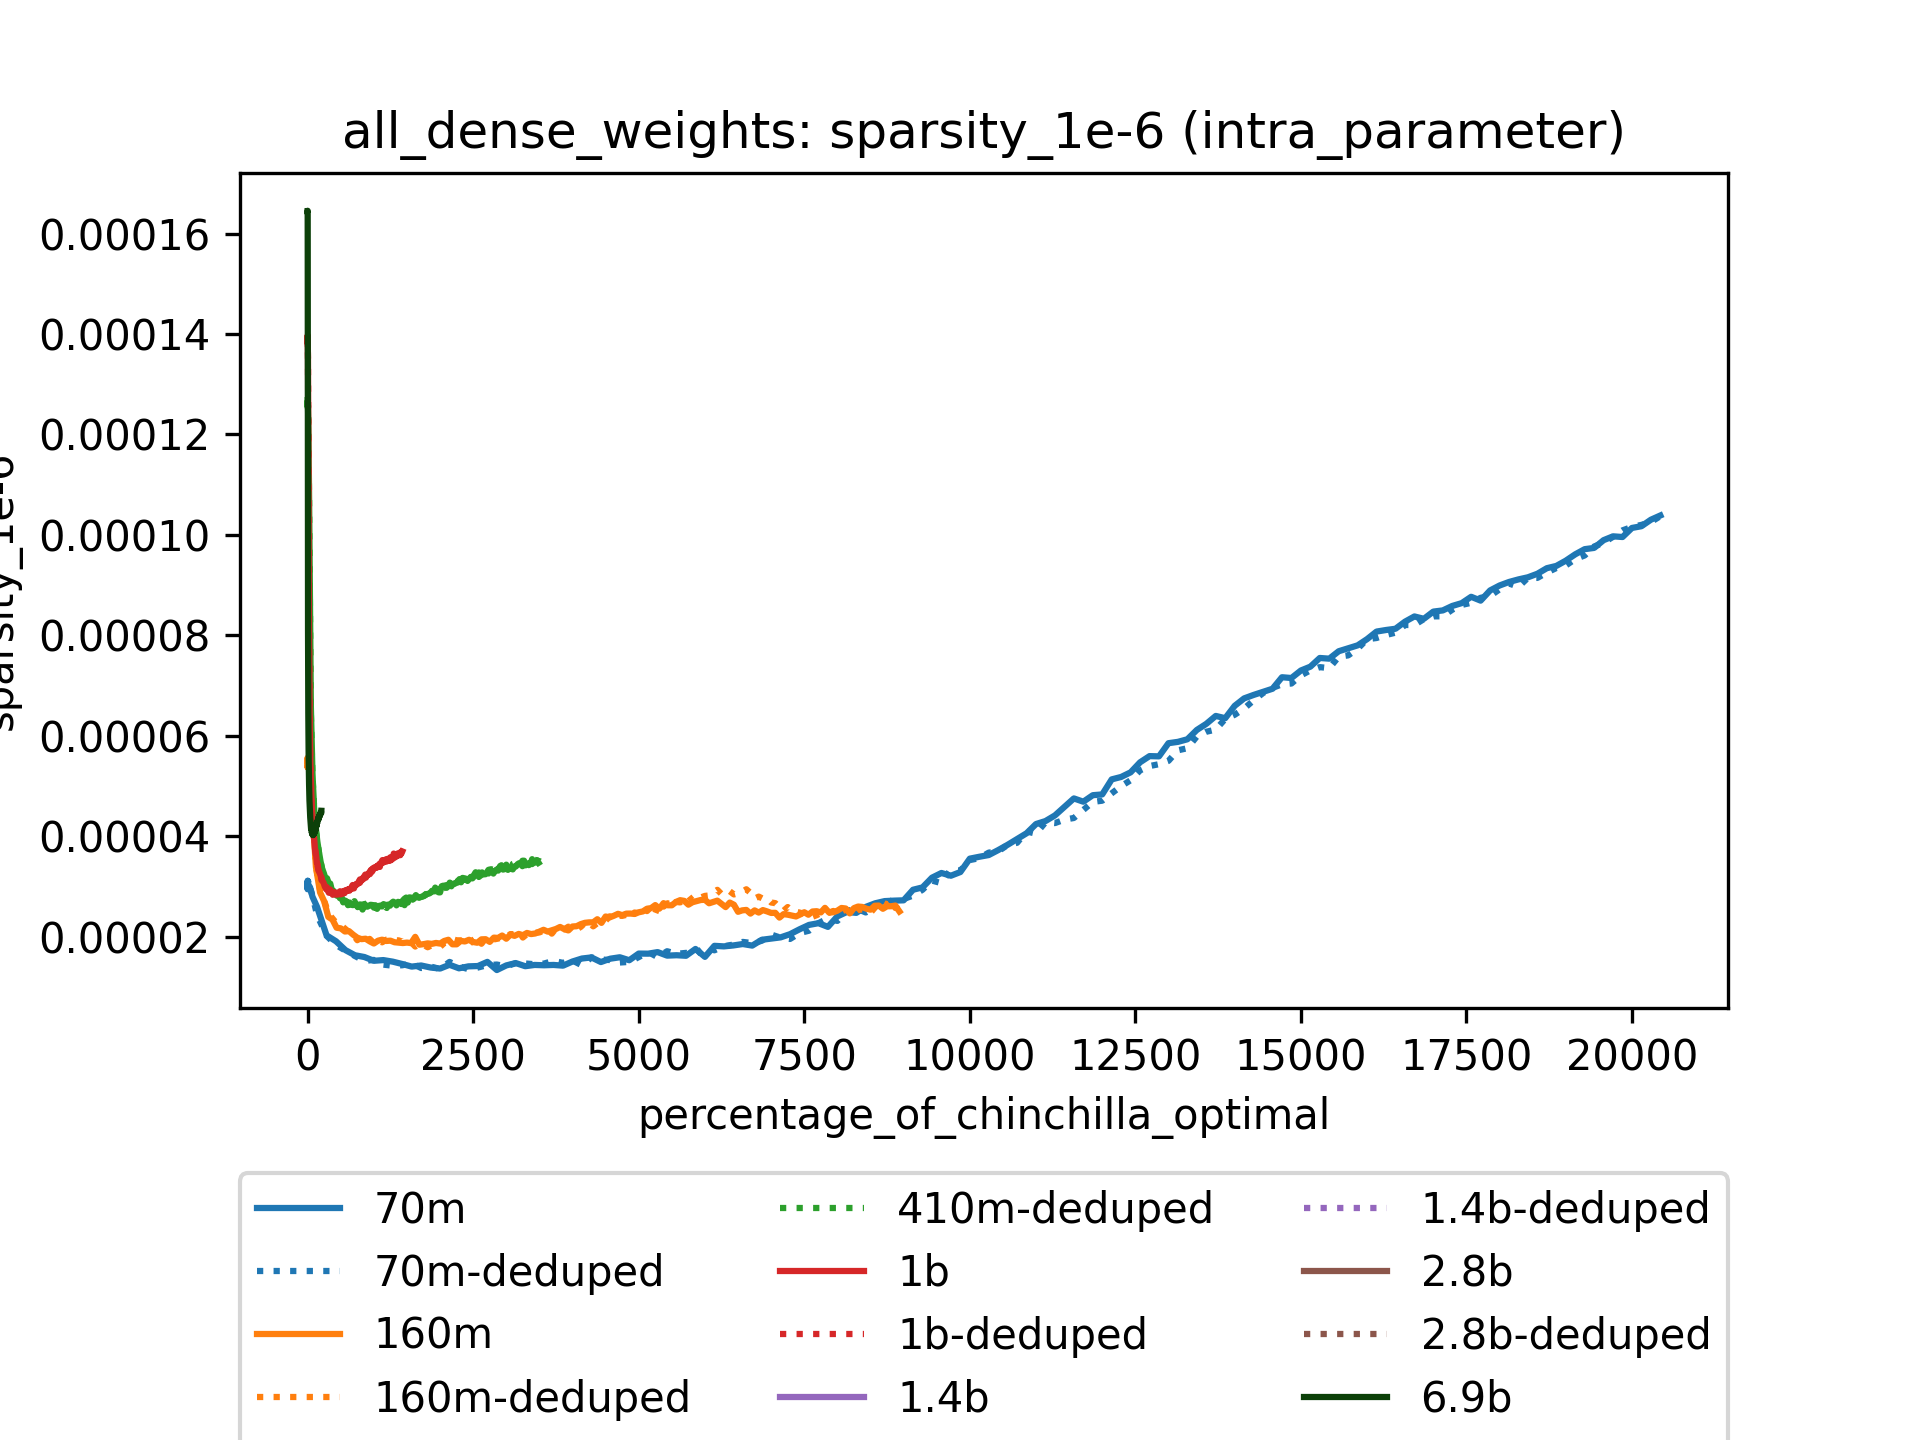 all_dense_weights: sparsity_1e-6 (intra_parameter)
0.00016
0.00014
0.00012
0.00010
0.00008
0.00006
0.00004
0.00002
sparsity_1e-6
0 2500 5000 7500 10000 12500 15000 17500 20000
percentage_of_chinchilla_optimal
70m 410m-deduped 1.4b-deduped
70m-deduped 1b 2.8b
160m 1b-deduped 2.8b-deduped
160m-deduped 1.4b 6.9b